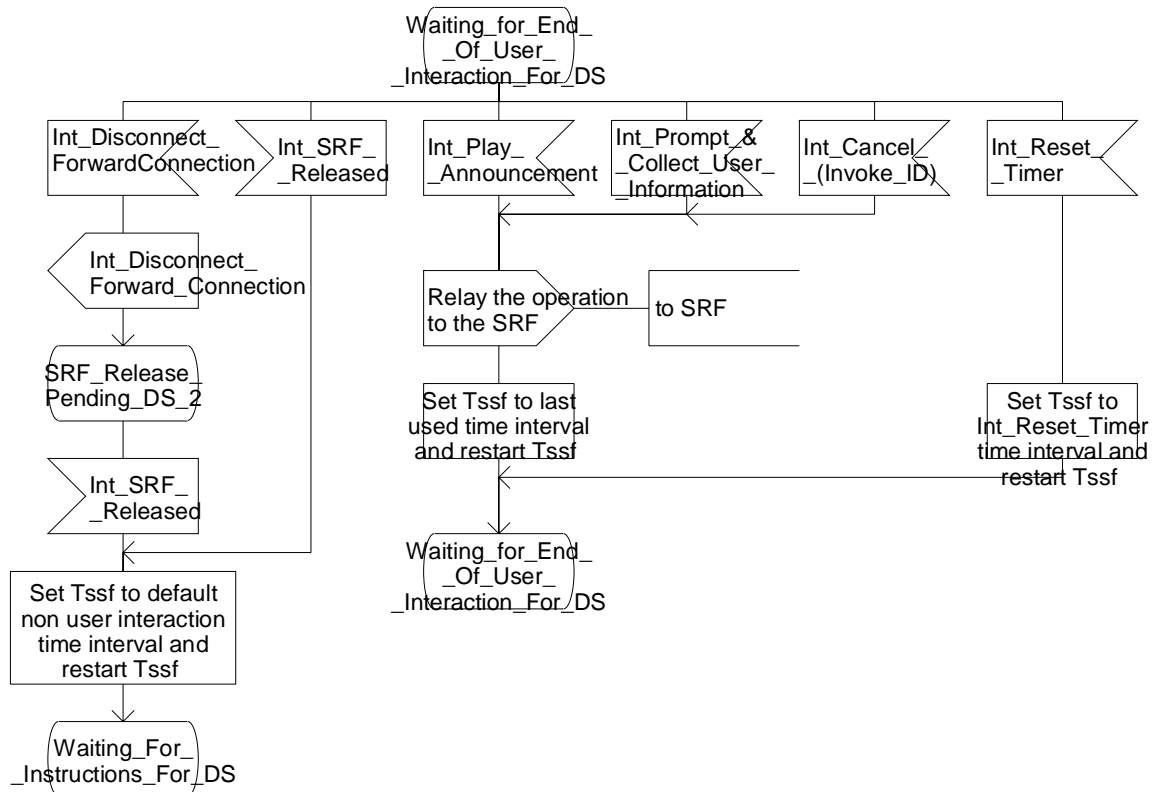 Waiting_for_End_
_Of_User_
_Interaction_For_DS
Int_Disconnect_
ForwardConnection
Int_SRF_
_Released
Int_Play_
_Announcement
Int_Prompt_&
_Collect_User_
_Information
Int_Cancel_
_(Invoke_ID)
Int_Reset_
_Timer
Int_Disconnect_
Forward_Connection
Relay the operation
to the SRF
to SRF
SRF_Release_
Pending_DS_2
Set Tssf to last
used time interval
and restart Tssf
Set Tssf to
Int_Reset_Timer
time interval and
restart Tssf
Int_SRF_
_Released
Waiting_for_End_
_Of_User_
_Interaction_For_DS
Set Tssf to default
non user interaction
time interval and
restart Tssf
Waiting_For_
_Instructions_For_DS